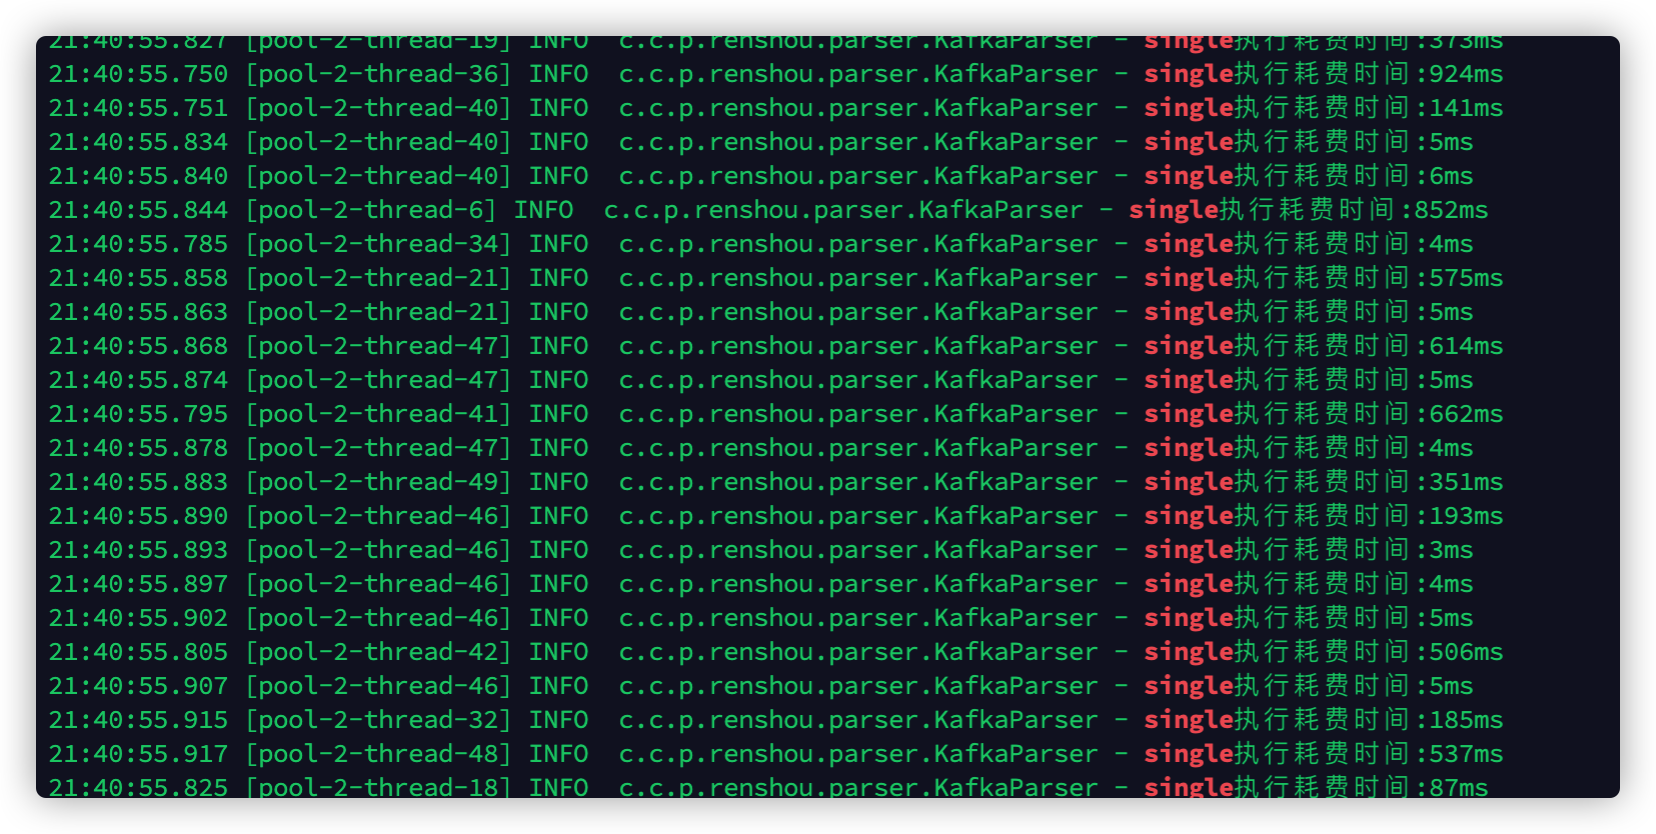 21:40:55.827 [pool-2-thread-19] INFO  c.c.p.renshou.parser.KafkaParser - single执行耗费时间:373ms
21:40:55.750 [pool-2-thread-36] INFO  c.c.p.renshou.parser.KafkaParser - single执行耗费时间:924ms
21:40:55.751 [pool-2-thread-40] INFO  c.c.p.renshou.parser.KafkaParser - single执行耗费时间:141ms
21:40:55.834 [pool-2-thread-40] INFO  c.c.p.renshou.parser.KafkaParser - single执行耗费时间:5ms
21:40:55.840 [pool-2-thread-40] INFO  c.c.p.renshou.parser.KafkaParser - single执行耗费时间:6ms
21:40:55.844 [pool-2-thread-6] INFO  c.c.p.renshou.parser.KafkaParser - single执行耗费时间:852ms
21:40:55.785 [pool-2-thread-34] INFO  c.c.p.renshou.parser.KafkaParser - single执行耗费时间:4ms
21:40:55.858 [pool-2-thread-21] INFO  c.c.p.renshou.parser.KafkaParser - single执行耗费时间:575ms
21:40:55.863 [pool-2-thread-21] INFO  c.c.p.renshou.parser.KafkaParser - single执行耗费时间:5ms
21:40:55.868 [pool-2-thread-47] INFO  c.c.p.renshou.parser.KafkaParser - single执行耗费时间:614ms
21:40:55.874 [pool-2-thread-47] INFO  c.c.p.renshou.parser.KafkaParser - single执行耗费时间:5ms
21:40:55.795 [pool-2-thread-41] INFO  c.c.p.renshou.parser.KafkaParser - single执行耗费时间:662ms
21:40:55.878 [pool-2-thread-47] INFO  c.c.p.renshou.parser.KafkaParser - single执行耗费时间:4ms
21:40:55.883 [pool-2-thread-49] INFO  c.c.p.renshou.parser.KafkaParser - single执行耗费时间:351ms
21:40:55.890 [pool-2-thread-46] INFO  c.c.p.renshou.parser.KafkaParser - single执行耗费时间:193ms
21:40:55.893 [pool-2-thread-46] INFO  c.c.p.renshou.parser.KafkaParser - single执行耗费时间:3ms
21:40:55.897 [pool-2-thread-46] INFO  c.c.p.renshou.parser.KafkaParser - single执行耗费时间:4ms
21:40:55.902 [pool-2-thread-46] INFO  c.c.p.renshou.parser.KafkaParser - single执行耗费时间:5ms
21:40:55.805 [pool-2-thread-42] INFO  c.c.p.renshou.parser.KafkaParser - single执行耗费时间:506ms
21:40:55.907 [pool-2-thread-46] INFO  c.c.p.renshou.parser.KafkaParser - single执行耗费时间:5ms
21:40:55.915 [pool-2-thread-32] INFO  c.c.p.renshou.parser.KafkaParser - single执行耗费时间:185ms
21:40:55.917 [pool-2-thread-48] INFO  c.c.p.renshou.parser.KafkaParser - single执行耗费时间:537ms
21:40:55.825 [pool-2-thread-18] INFO  c.c.p.renshou.parser.KafkaParser - single执行耗费时间:87ms